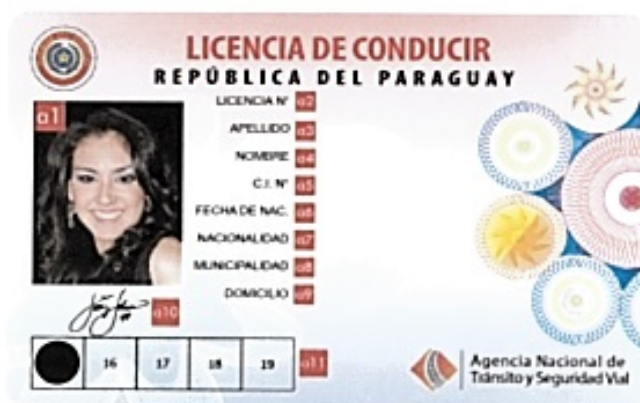 LICENCIA DE CONDUCIR
REPÚBLICA DEL PARAGUAY
a1
LICENCIA Nº a2
APELLIDO a3
NOMBRE a4
C.I. Nº a5
FECHA DE NAC. a6
NACIONALIDAD a7
MUNICIPALIDAD a8
DOMICILIO a9
a10
16 17 18 19 a11
Agencia Nacional de
Tránsito y Seguridad Vial